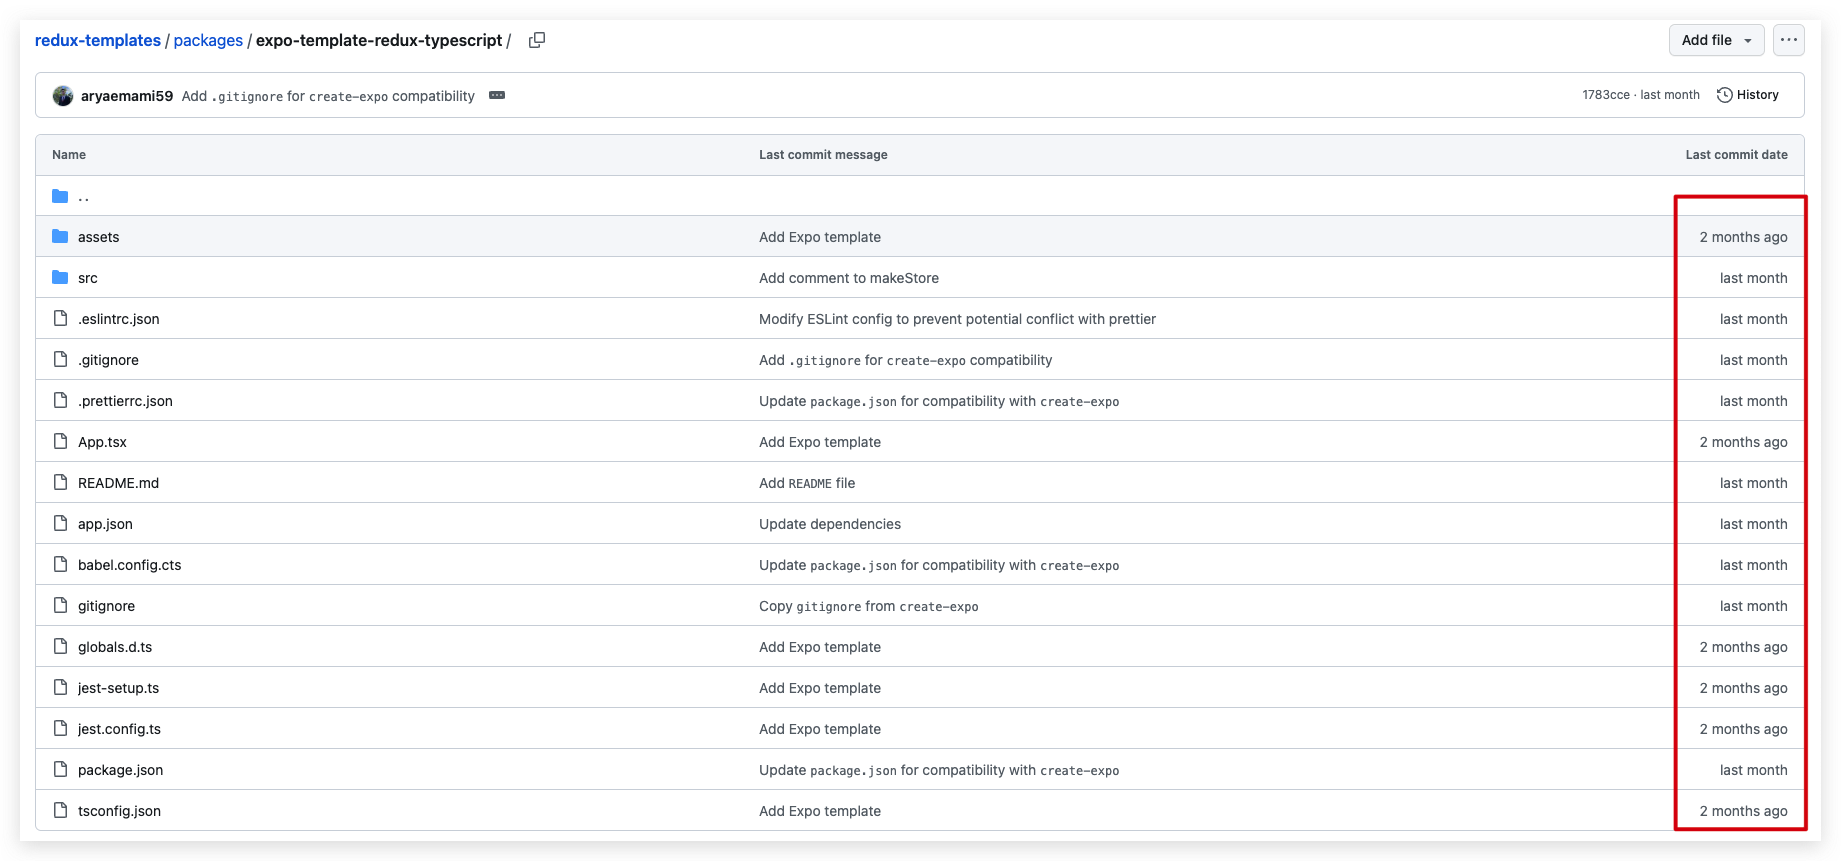 redux-templates / packages / expo-template-redux-typescript /
Add file
aryaemami59 Add .gitignore for create-expo compatibility
1783cce · last month History
Name Last commit message Last commit date
..
assets Add Expo template 2 months ago
src Add comment to makeStore last month
.eslintrc.json Modify ESLint config to prevent potential conflict with prettier last month
.gitignore Add .gitignore for create-expo compatibility last month
.prettierrc.json Update package.json for compatibility with create-expo last month
App.tsx Add Expo template 2 months ago
README.md Add README file last month
app.json Update dependencies last month
babel.config.cts Update package.json for compatibility with create-expo last month
gitignore Copy gitignore from create-expo last month
globals.d.ts Add Expo template 2 months ago
jest-setup.ts Add Expo template 2 months ago
jest.config.ts Add Expo template 2 months ago
package.json Update package.json for compatibility with create-expo last month
tsconfig.json Add Expo template 2 months ago